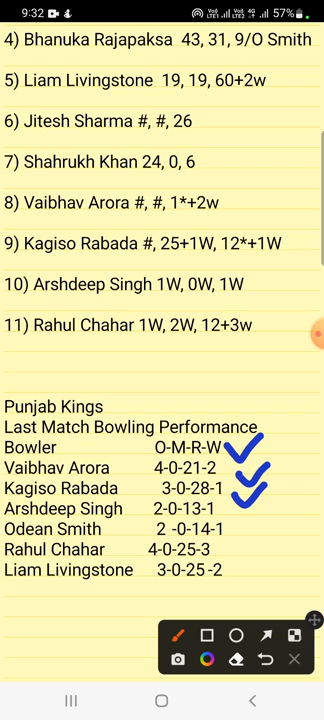 9:32 Vo5 LTE1 Vo5 LTE2 4G 57%
4) Bhanuka Rajapaksa 43, 31, 9/O Smith
5) Liam Livingstone 19, 19, 60+2w
6) Jitesh Sharma #, #, 26
7) Shahrukh Khan 24, 0, 6
8) Vaibhav Arora #, #, 1*+2w
9) Kagiso Rabada #, 25+1W, 12*+1W
10) Arshdeep Singh 1W, 0W, 1W
11) Rahul Chahar 1W, 2W, 12+3w
Punjab Kings
Last Match Bowling Performance
Bowler O-M-R-W
Vaibhav Arora 4-0-21-2
Kagiso Rabada 3-0-28-1
Arshdeep Singh 2-0-13-1
Odean Smith 2 -0-14-1
Rahul Chahar 4-0-25-3
Liam Livingstone 3-0-25 -2